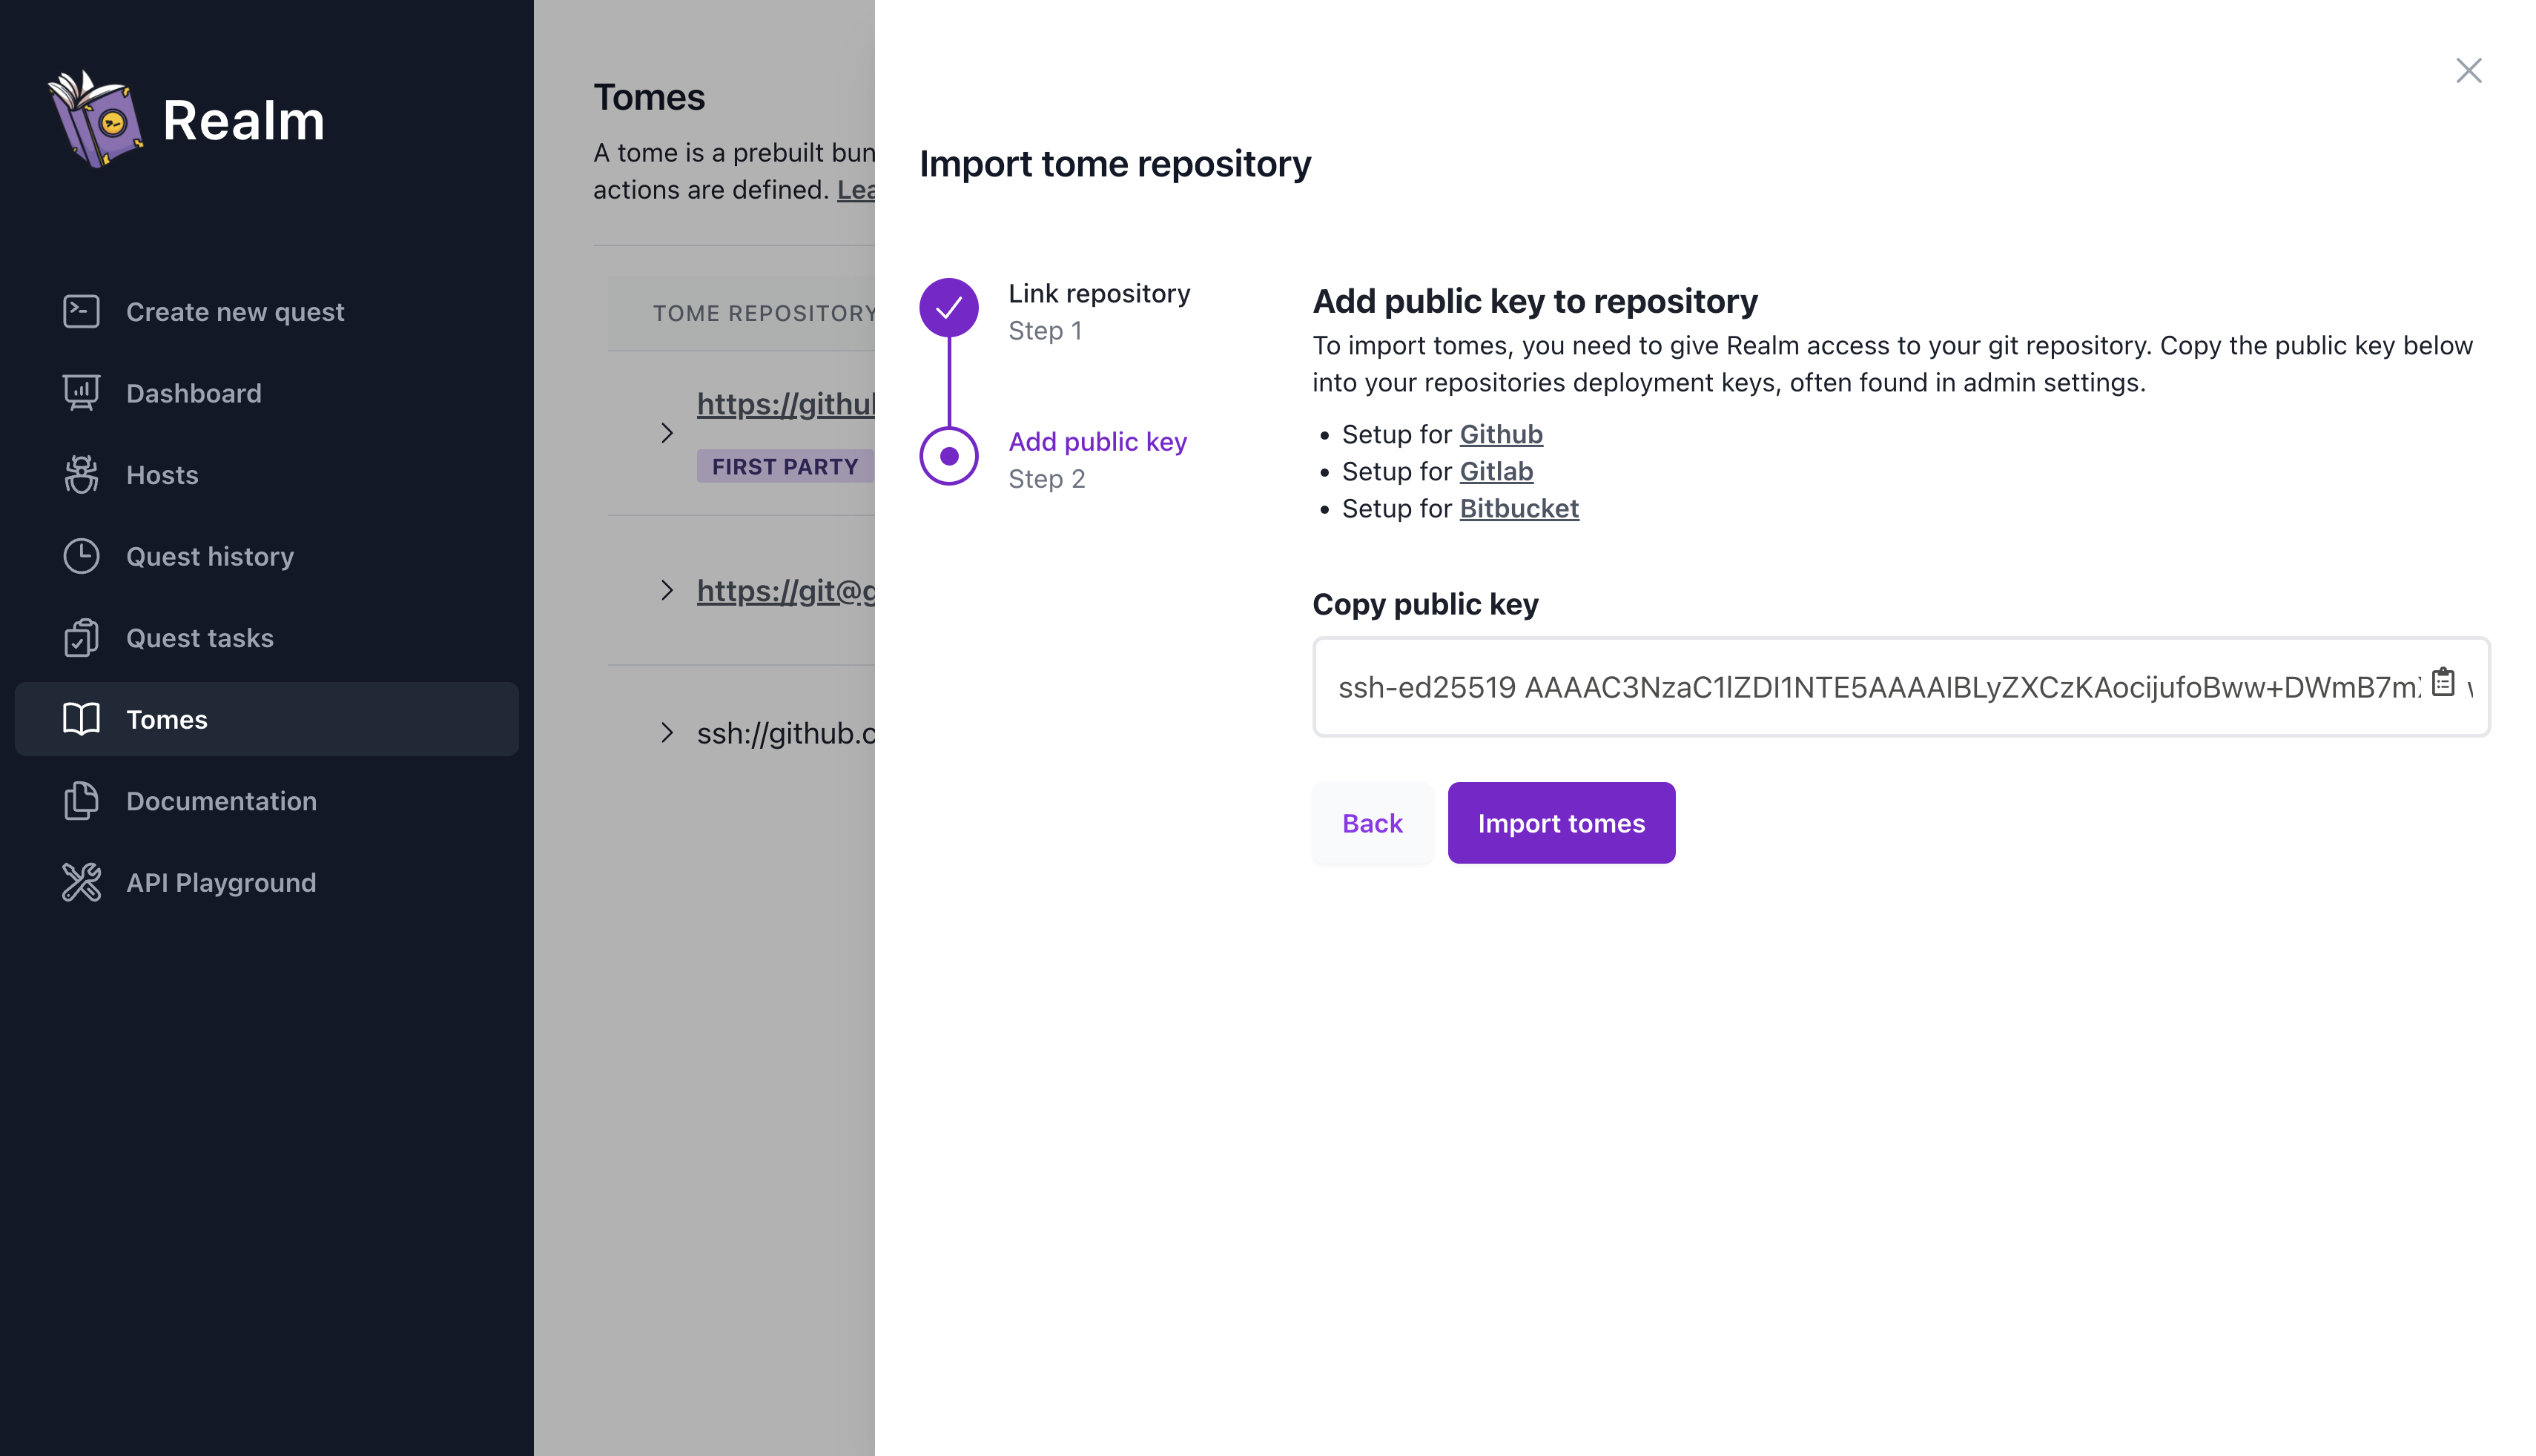 Realm
Create new quest
Dashboard
Hosts
Quest history
Quest tasks
Tomes
Documentation
API Playground
Tomes
A tome is a prebuilt bun
actions are defined. Lea
TOME REPOSITORY
https://githu
FIRST PARTY
https://git@g
ssh://github.c
Import tome repository
Link repository
Step 1
Add public key
Step 2
Add public key to repository
To import tomes, you need to give Realm access to your git repository. Copy the public key below
into your repositories deployment keys, often found in admin settings.
• Setup for Github
• Setup for Gitlab
• Setup for Bitbucket
Copy public key
ssh-ed25519 AAAAC3NzaC1lZDI1NTE5AAAAIBLyZXCzKAocijufoBww+DWmB7m
Back
Import tomes